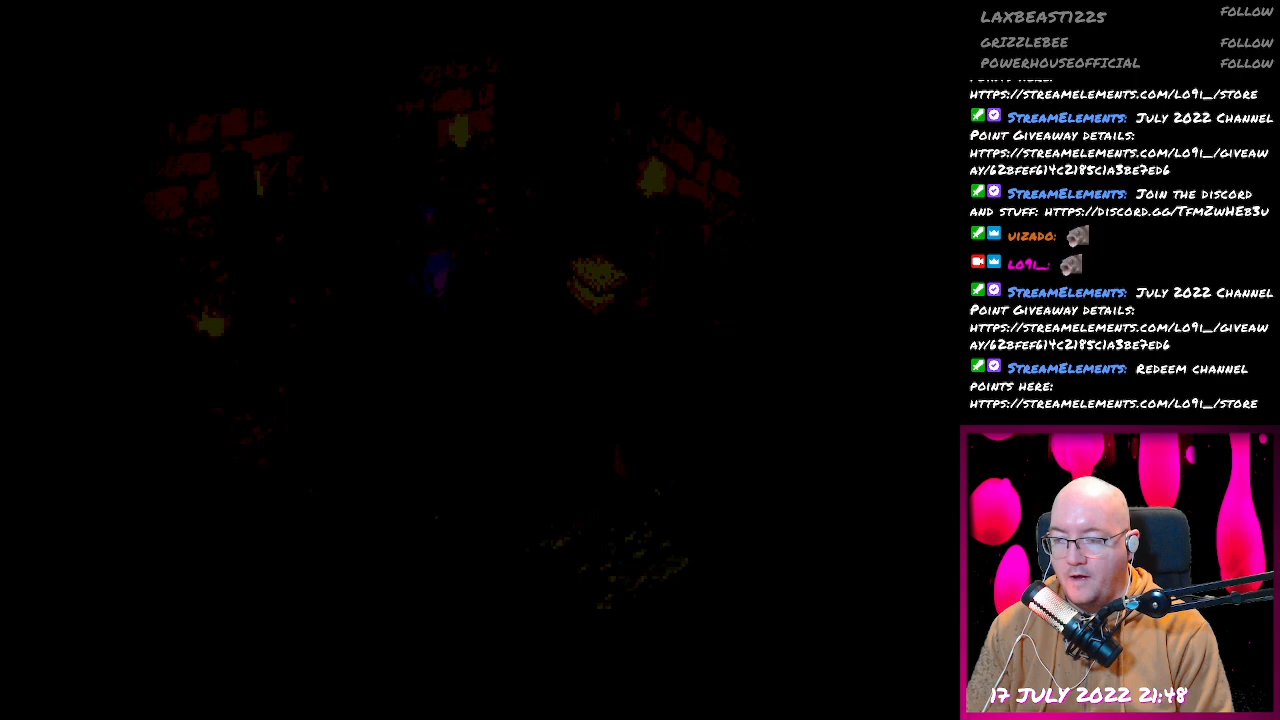 LAXBEAST1225 FOLLOW
GRIZZLEBEE FOLLOW
POWERHOUSEOFFICIAL FOLLOW
HTTPS://STREAMELEMENTS.COM/LO9I_/STORE
STREAMELEMENTS: JULY 2022 CHANNEL
POINT GIVEAWAY DETAILS:
HTTPS://STREAMELEMENTS.COM/LO9I_/GIVEAW
AY/62BFEF614C2185C1A3BE7ED6
STREAMELEMENTS: JOIN THE DISCORD
AND STUFF: HTTPS://DISCORD.GG/TFMZWHEB3U
VIZADO:
LO9I_:
STREAMELEMENTS: JULY 2022 CHANNEL
POINT GIVEAWAY DETAILS:
HTTPS://STREAMELEMENTS.COM/LO9I_/GIVEAW
AY/62BFEF614C2185C1A3BE7ED6
STREAMELEMENTS: REDEEM CHANNEL
POINTS HERE:
HTTPS://STREAMELEMENTS.COM/LO9I_/STORE
17 JULY 2022 21:48